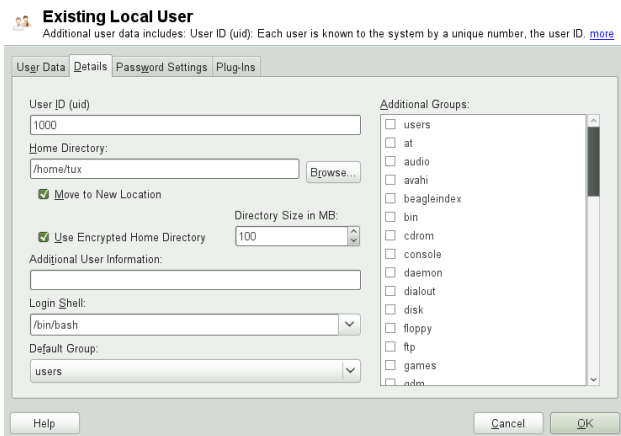 Existing Local User
Additional user data includes: User ID (uid): Each user is known to the system by a unique number, the user ID. more
User Data Details Password Settings Plug-Ins
User ID (uid)
1000
Home Directory:
/home/tux
Browse...
Move to New Location
Directory Size in MB:
Use Encrypted Home Directory
100
Additional User Information:
Login Shell:
/bin/bash
Default Group:
users
Additional Groups:
users
at
audio
avahi
beagleindex
bin
cdrom
console
daemon
dialout
disk
floppy
ftp
games
gdm
Help
Cancel
OK